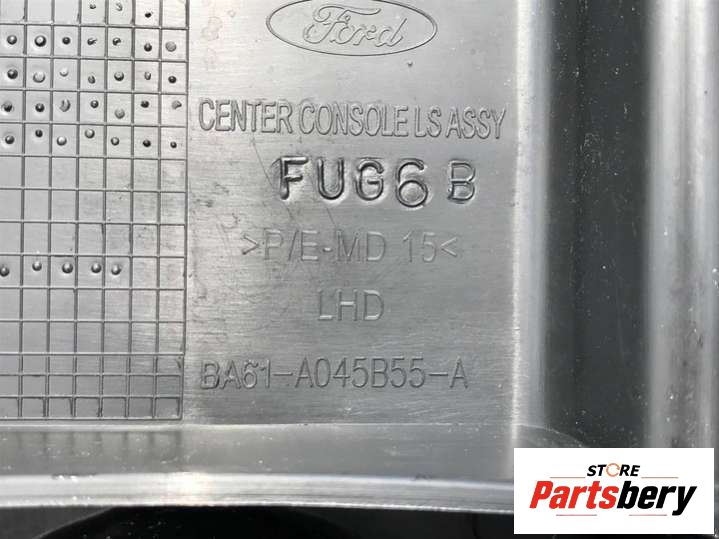 Ford
CENTER CONSOLE LS ASSY
FUG6 B
>P/E-MD 15<
LHD
BA61-A045B55-A
STORE
Partsbery